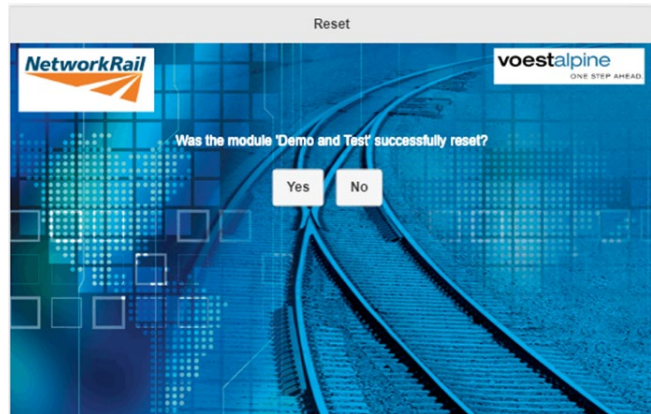 Reset
NetworkRail
voestalpine
ONE STEP AHEAD.
Was the module 'Demo and Test' successfully reset?
Yes
No